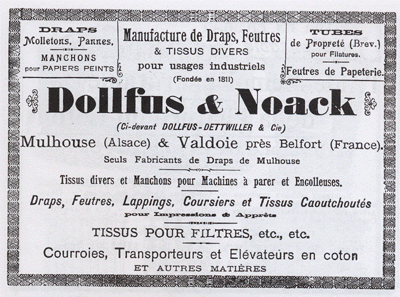 DRAPS
Molletons, Pannes,
MANCHONS
pour PAPIERS PEINTS
Manufacture de Draps, Feutres
& TISSUS DIVERS
pour usages industriels
(Fondée en 1811)
TUBES
de Propreté (Brev.)
pour Filatures.
Feutres de Papeterie.
Dollfus & Noack
(Ci-devant DOLLFUS-DETTWILLER & Cie)
Mulhouse (Alsace) & Valdoie près Belfort (France).
Seuls Fabricants de Draps de Mulhouse
Tissus divers et Manchons pour Machines à parer et Encolleuses.
Draps, Feutres, Lappings, Coursiers et Tissus Caoutchoutés
pour Impressions & Apprêts
TISSUS POUR FILTRES, etc., etc.
Courroies, Transporteurs et Elévateurs en coton
ET AUTRES MATIÈRES